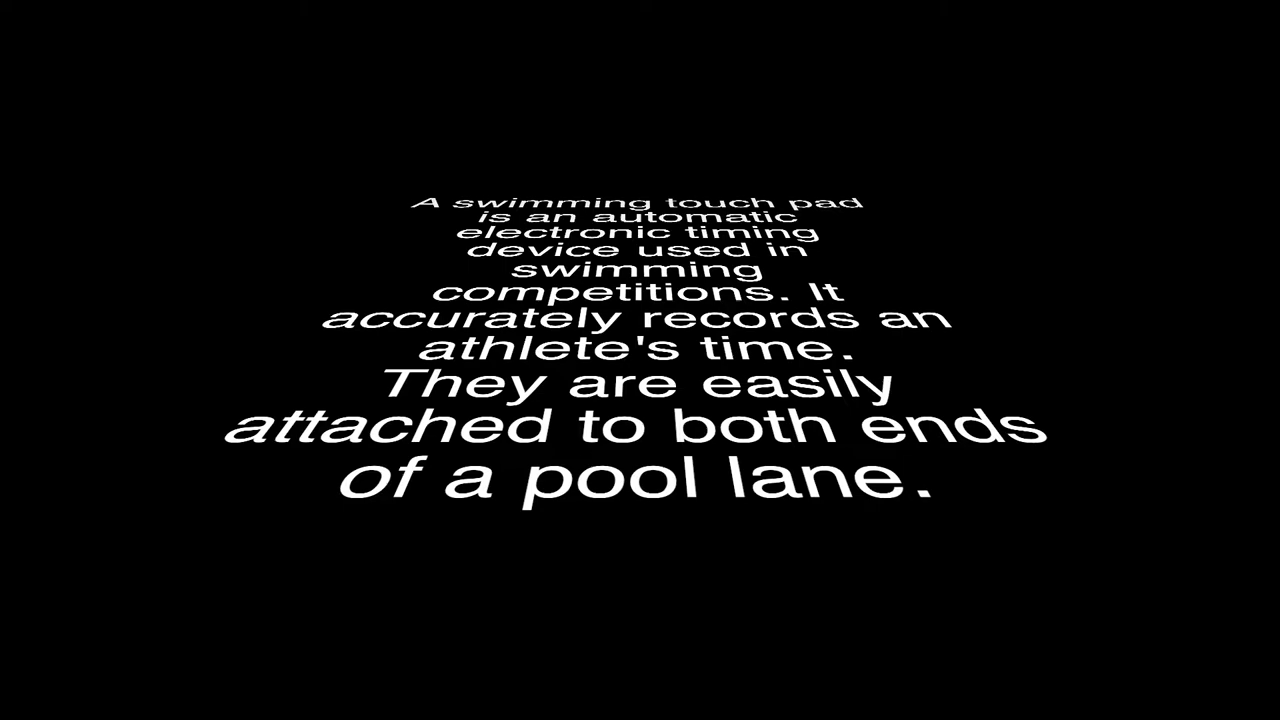 A swimming touch pad
is an automatic
electronic timing
device used in
swimming
competitions. It
accurately records an
athlete's time.
They are easily
attached to both ends
of a pool lane.